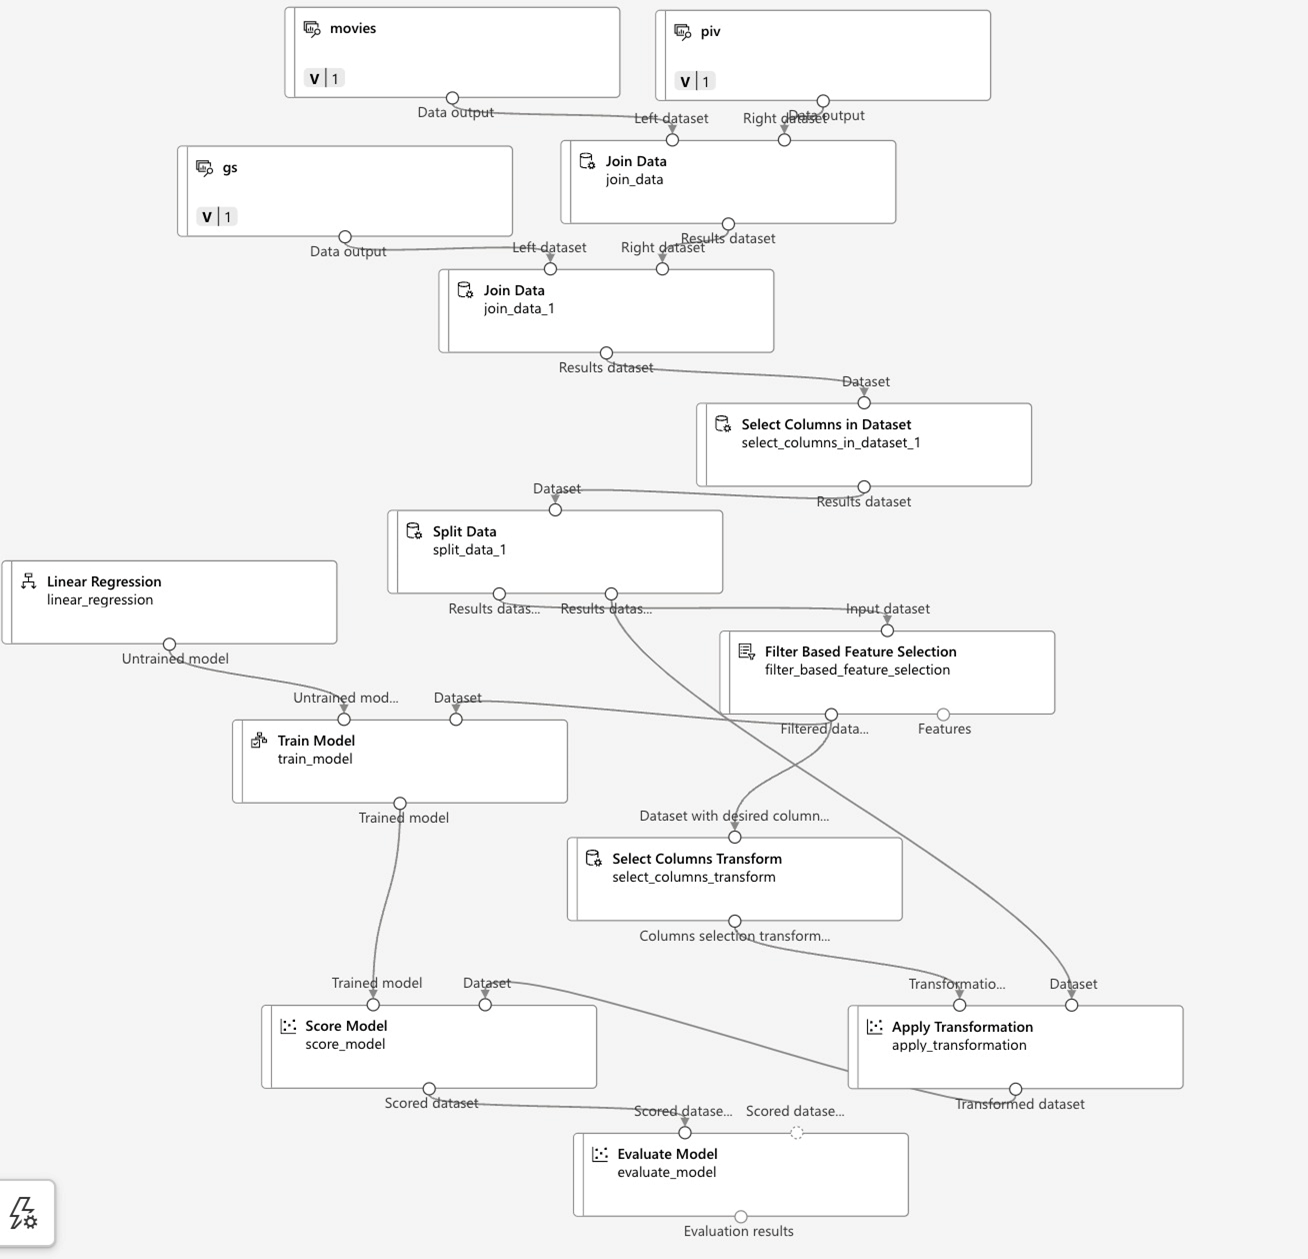 movies
V | 1
Data output
piv
V | 1
Data output
Left dataset
Right dataset
Join Data
join_data
Results dataset
gs
V | 1
Data output
Left dataset
Right dataset
Join Data
join_data_1
Results dataset
Dataset
Select Columns in Dataset
select_columns_in_dataset_1
Results dataset
Dataset
Split Data
split_data_1
Results datas...
Results datas...
Linear Regression
linear_regression
Untrained model
Input dataset
Filter Based Feature Selection
filter_based_feature_selection
Filtered data...
Features
Untrained mod...
Dataset
Train Model
train_model
Trained model
Dataset with desired column...
Select Columns Transform
select_columns_transform
Columns selection transform...
Trained model
Dataset
Score Model
score_model
Scored dataset
Transformatio...
Dataset
Apply Transformation
apply_transformation
Transformed dataset
Scored datase...
Scored datase...
Evaluate Model
evaluate_model
Evaluation results